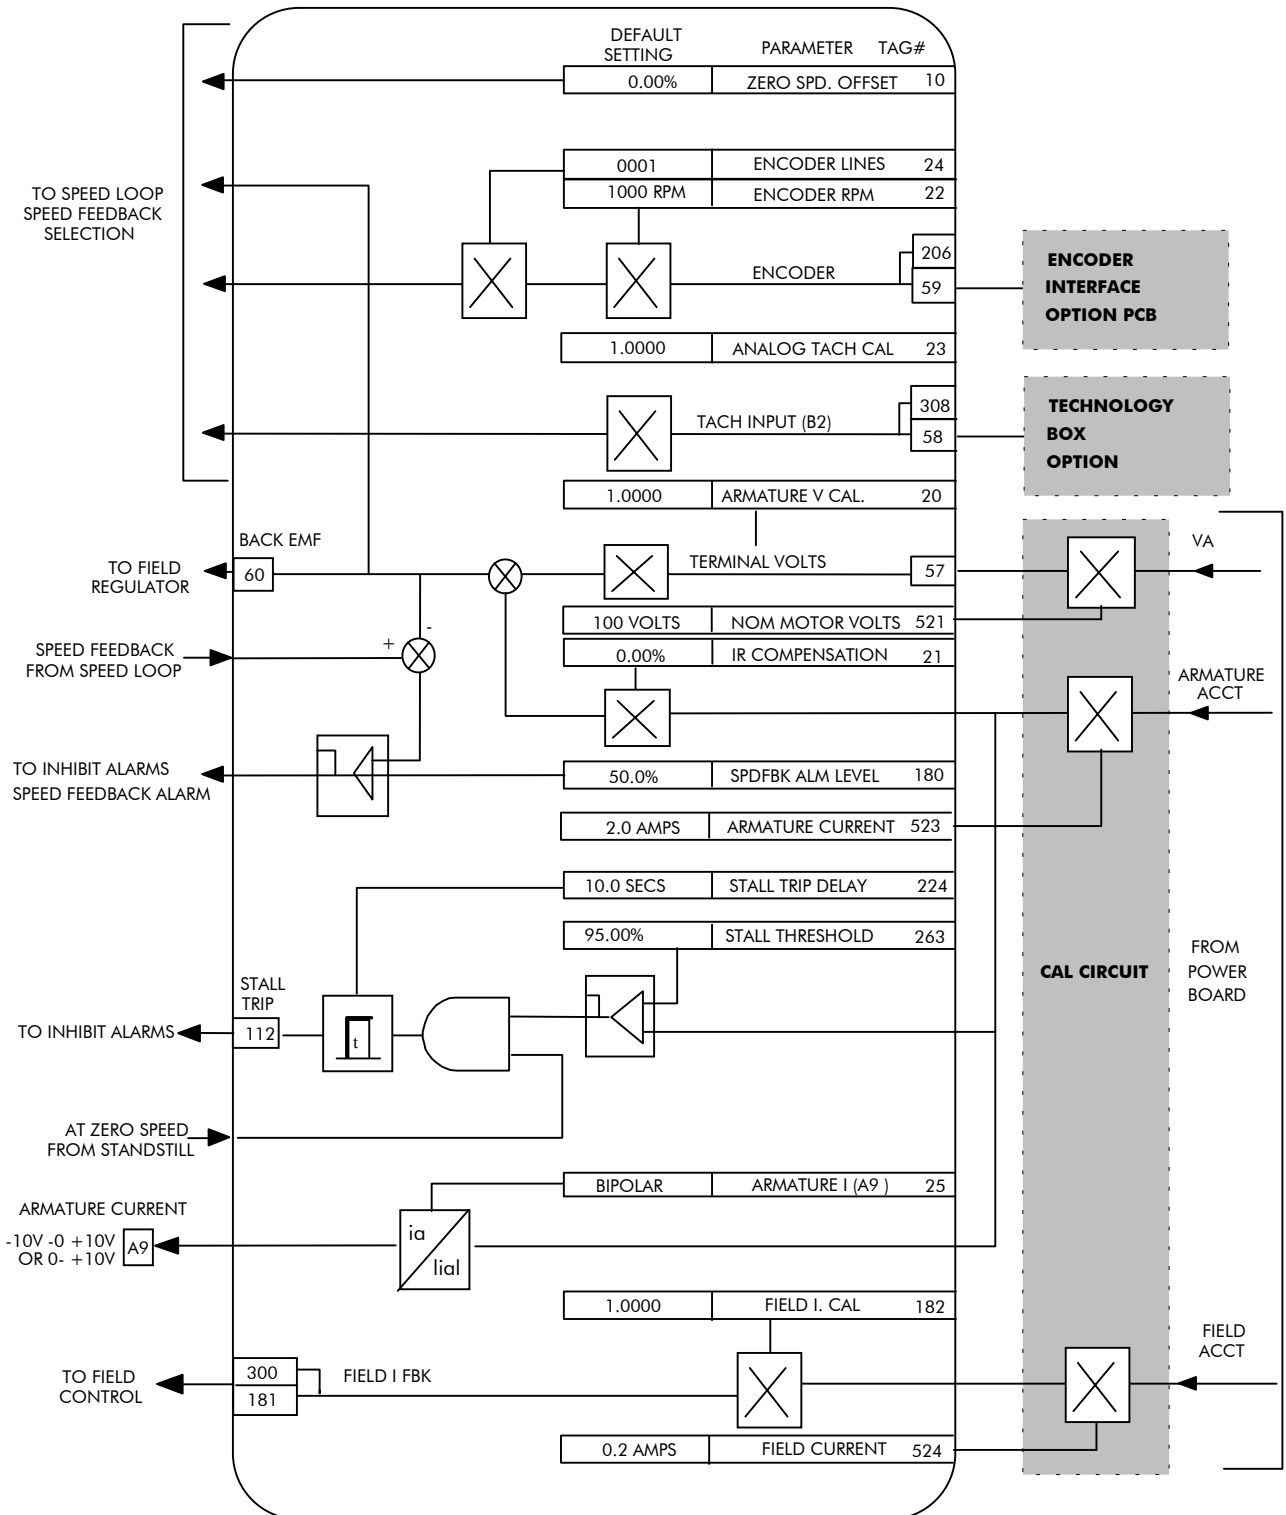 DEFAULT
SETTING
PARAMETER
TAG#
0.00%
ZERO SPD. OFFSET
10
0001
ENCODER LINES
24
1000 RPM
ENCODER RPM
22
TO SPEED LOOP
SPEED FEEDBACK
SELECTION
ENCODER
206
59
ENCODER
INTERFACE
OPTION PCB
1.0000
ANALOG TACH CAL
23
TACH INPUT (B2)
308
58
TECHNOLOGY
BOX
OPTION
1.0000
ARMATURE V CAL.
20
BACK EMF
TO FIELD
REGULATOR
60
TERMINAL VOLTS
57
VA
100 VOLTS
NOM MOTOR VOLTS
521
-
+
SPEED FEEDBACK
FROM SPEED LOOP
0.00%
IR COMPENSATION
21
ARMATURE
ACCT
TO INHIBIT ALARMS
SPEED FEEDBACK ALARM
50.0%
SPDFBK ALM LEVEL
180
2.0 AMPS
ARMATURE CURRENT
523
10.0 SECS
STALL TRIP DELAY
224
95.00%
STALL THRESHOLD
263
CAL CIRCUIT
FROM
POWER
BOARD
STALL
TRIP
TO INHIBIT ALARMS
112
t
AT ZERO SPEED
FROM STANDSTILL
BIPOLAR
ARMATURE I (A9 )
25
ARMATURE CURRENT
-10V -0 +10V
OR 0- +10V
A9
ia
lial
1.0000
FIELD I. CAL
182
FIELD
ACCT
TO FIELD
CONTROL
300
181
FIELD I FBK
0.2 AMPS
FIELD CURRENT
524